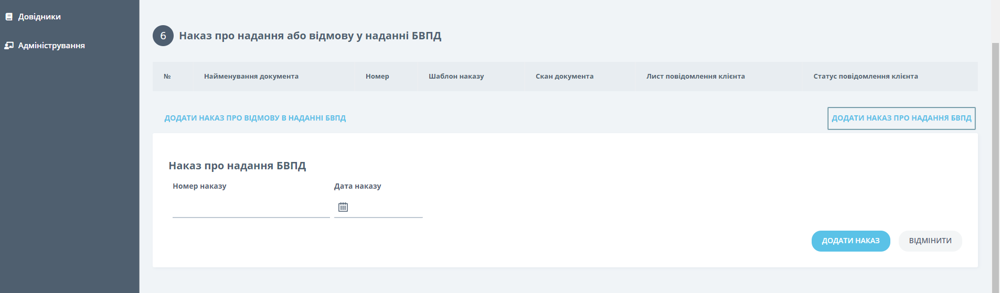 Довідники
Адміністрування
6 Наказ про надання або відмову у наданні БВПД
№ Найменування документа Номер Шаблон наказу Скан документа Лист повідомлення клієнта Статус повідомлення клієнта
ДОДАТИ НАКАЗ ПРО ВІДМОВУ В НАДАННІ БВПД ДОДАТИ НАКАЗ ПРО НАДАННЯ БВПД
Наказ про надання БВПД
Номер наказу Дата наказу
ДОДАТИ НАКАЗ ВІДМІНИТИ